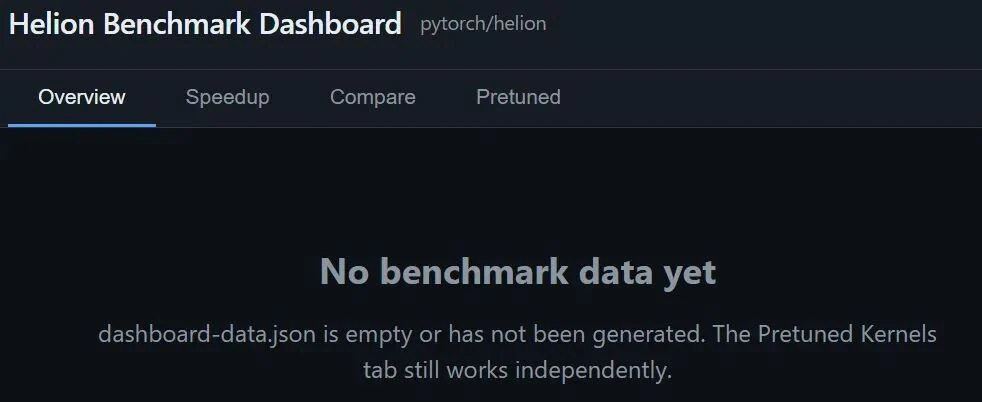 Helion Benchmark Dashboard pytorch/helion
Overview Speedup Compare Pretuned
No benchmark data yet
dashboard-data.json is empty or has not been generated. The Pretuned Kernels
tab still works independently.